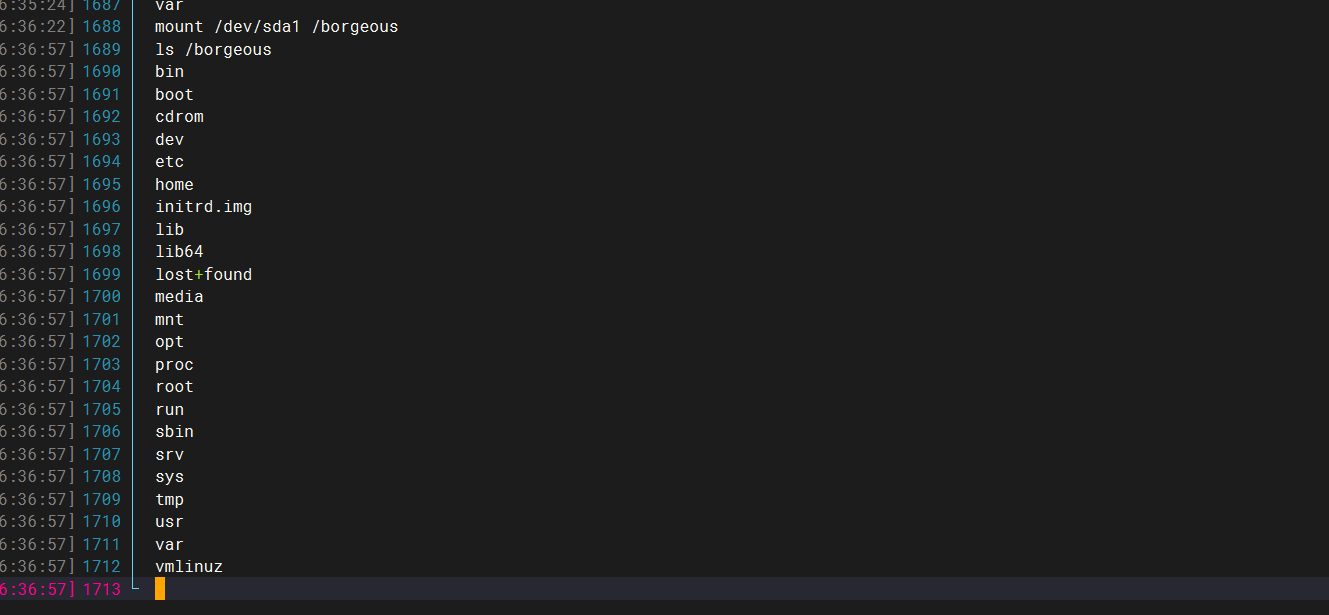 6:35:24] 1687 var
6:36:22] 1688 mount /dev/sda1 /borgeous
6:36:57] 1689 ls /borgeous
6:36:57] 1690 bin
6:36:57] 1691 boot
6:36:57] 1692 cdrom
6:36:57] 1693 dev
6:36:57] 1694 etc
6:36:57] 1695 home
6:36:57] 1696 initrd.img
6:36:57] 1697 lib
6:36:57] 1698 lib64
6:36:57] 1699 lost+found
6:36:57] 1700 media
6:36:57] 1701 mnt
6:36:57] 1702 opt
6:36:57] 1703 proc
6:36:57] 1704 root
6:36:57] 1705 run
6:36:57] 1706 sbin
6:36:57] 1707 srv
6:36:57] 1708 sys
6:36:57] 1709 tmp
6:36:57] 1710 usr
6:36:57] 1711 var
6:36:57] 1712 vmlinuz
6:36:57] 1713